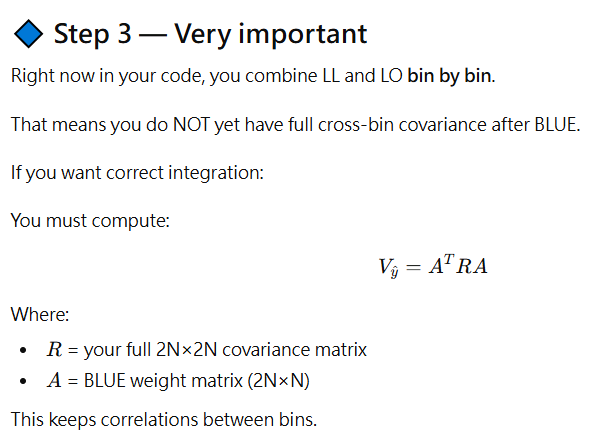 Step 3 — Very important
Right now in your code, you combine LL and LO bin by bin.
That means you do NOT yet have full cross-bin covariance after BLUE.
If you want correct integration:
You must compute:
V_ŷ = A^T RA
Where:
• R = your full 2N×2N covariance matrix
• A = BLUE weight matrix (2N×N)
This keeps correlations between bins.